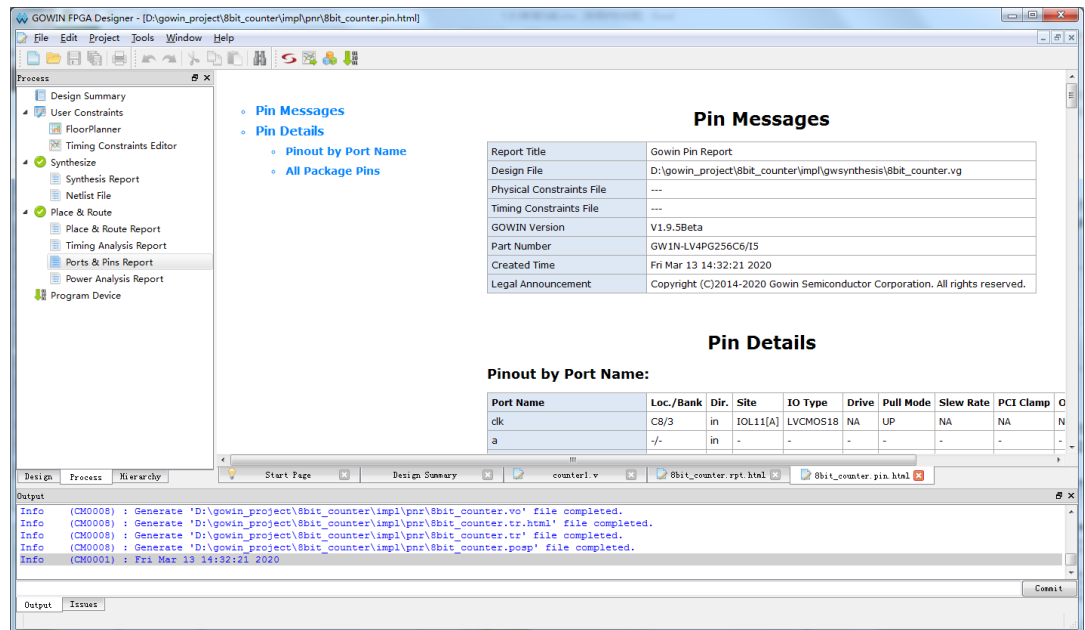 GOWIN FPGA Designer - [D:\gowin_project\8bit_counter\impl\pnr\8bit_counter.pin.html]
File Edit Project Tools Window Help
Process
Design Summary
User Constraints
FloorPlanner
Timing Constraints Editor
Synthesize
Synthesis Report
Netlist File
Place & Route
Place & Route Report
Timing Analysis Report
Ports & Pins Report
Power Analysis Report
Program Device
Design Process Hierarchy
Pin Messages
Pin Details
Pinout by Port Name
All Package Pins
Pin Messages
Report Title Gowin Pin Report
Design File D:\gowin_project\8bit_counter\impl\gwsynthesis\8bit_counter.vg
Physical Constraints File ---
Timing Constraints File ---
GOWIN Version V1.9.5Beta
Part Number GW1N-LV4PG256C6/I5
Created Time Fri Mar 13 14:32:21 2020
Legal Announcement Copyright (C)2014-2020 Gowin Semiconductor Corporation. All rights reserved.
Pin Details
Pinout by Port Name:
Port Name Loc./Bank Dir. Site IO Type Drive Pull Mode Slew Rate PCI Clamp O
clk C8/3 in IOL11[A] LVCMOS18 NA UP NA NA N
a -/- in - - - - - - -
Start Page Design Summary counter1.v 8bit_counter.rpt.html 8bit_counter.pin.html
Output
Info (CM0008) : Generate 'D:\gowin_project\8bit_counter\impl\pnr\8bit_counter.vo' file completed.
Info (CM0008) : Generate 'D:\gowin_project\8bit_counter\impl\pnr\8bit_counter.tr.html' file completed.
Info (CM0008) : Generate 'D:\gowin_project\8bit_counter\impl\pnr\8bit_counter.tr' file completed.
Info (CM0008) : Generate 'D:\gowin_project\8bit_counter\impl\pnr\8bit_counter.posp' file completed.
Info (CM0001) : Fri Mar 13 14:32:21 2020
Commit
Output Issues